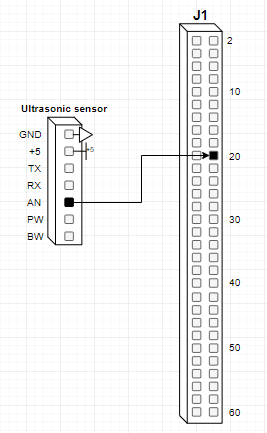 J1
2
10
20
30
40
50
60
Ultrasonic sensor
GND
+5
+5
TX
RX
AN
PW
BW